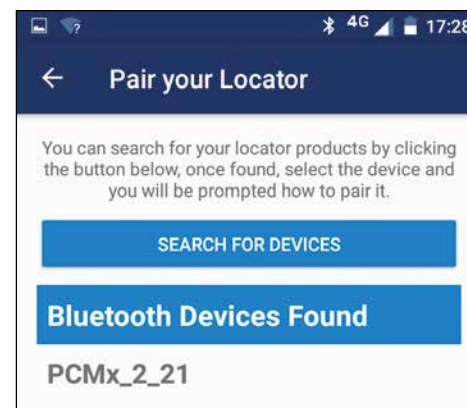 ? 4G 17:28
Pair your Locator
You can search for your locator products by clicking
the button below, once found, select the device and
you will be prompted how to pair it.
SEARCH FOR DEVICES
Bluetooth Devices Found
PCMx_2_21